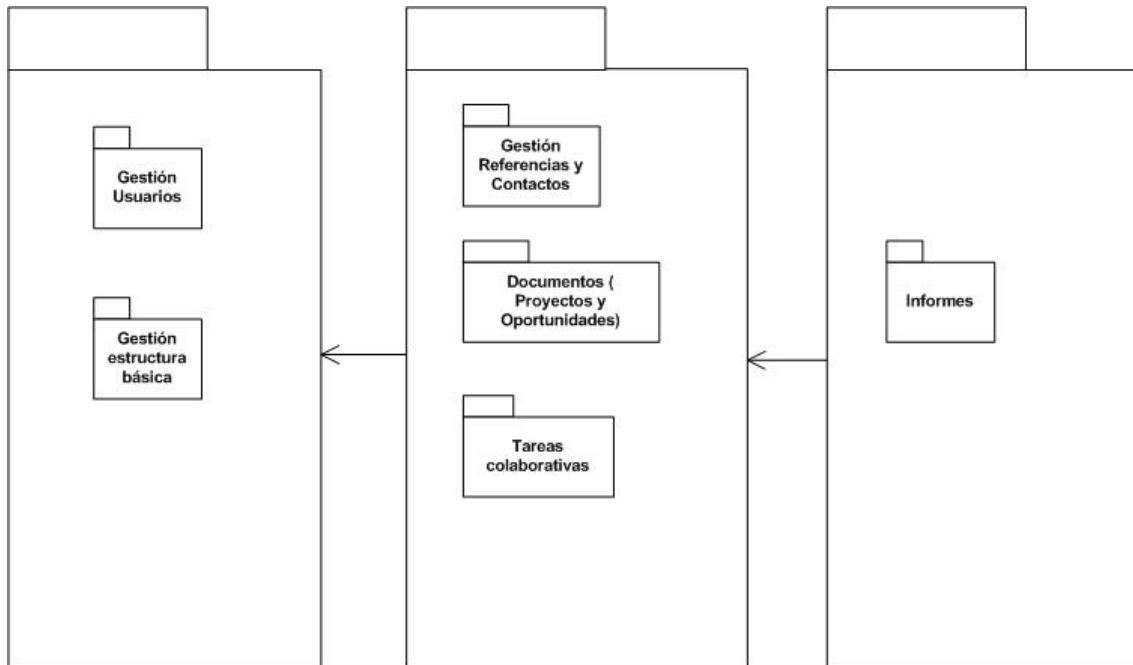 Gestión
Usuarios
Gestión
estructura
básica
Gestión
Referencias y
Contactos
Documentos (
Proyectos y
Oportunidades)
Tareas
colaborativas
Informes